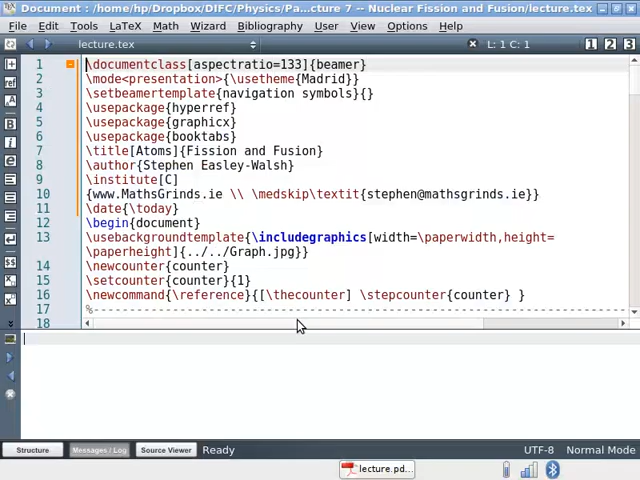 Document : /home/hp/Dropbox/DIFC/Physics/Pa...cture 7 -- Nuclear Fission and Fusion/lecture.tex
File Edit Tools LaTeX Math Wizard Bibliography User View Options Help
lecture.tex L: 1 C: 1 1 2 3
1 \documentclass[aspectratio=133]{beamer}
2 \mode<presentation>{\usetheme{Madrid}}
3 \setbeamertemplate{navigation symbols}{}
4 \usepackage{hyperref}
5 \usepackage{graphicx}
6 \usepackage{booktabs}
7 \title[Atoms]{Fission and Fusion}
8 \author{Stephen Easley-Walsh}
9 \institute[C]
10 {www.MathsGrinds.ie \\ \medskip\textit{stephen@mathsgrinds.ie}}
11 \date{\today}
12 \begin{document}
13 \usebackgroundtemplate{\includegraphics[width=\paperwidth,height=
\paperheight]{../../Graph.jpg}}
14 \newcounter{counter}
15 \setcounter{counter}{1}
16 \newcommand{\reference}{[\thecounter] \stepcounter{counter} }
17 %------------------------------------------------------------------------
18
Structure Messages / Log Source Viewer Ready UTF-8 Normal Mode
lecture.pd...